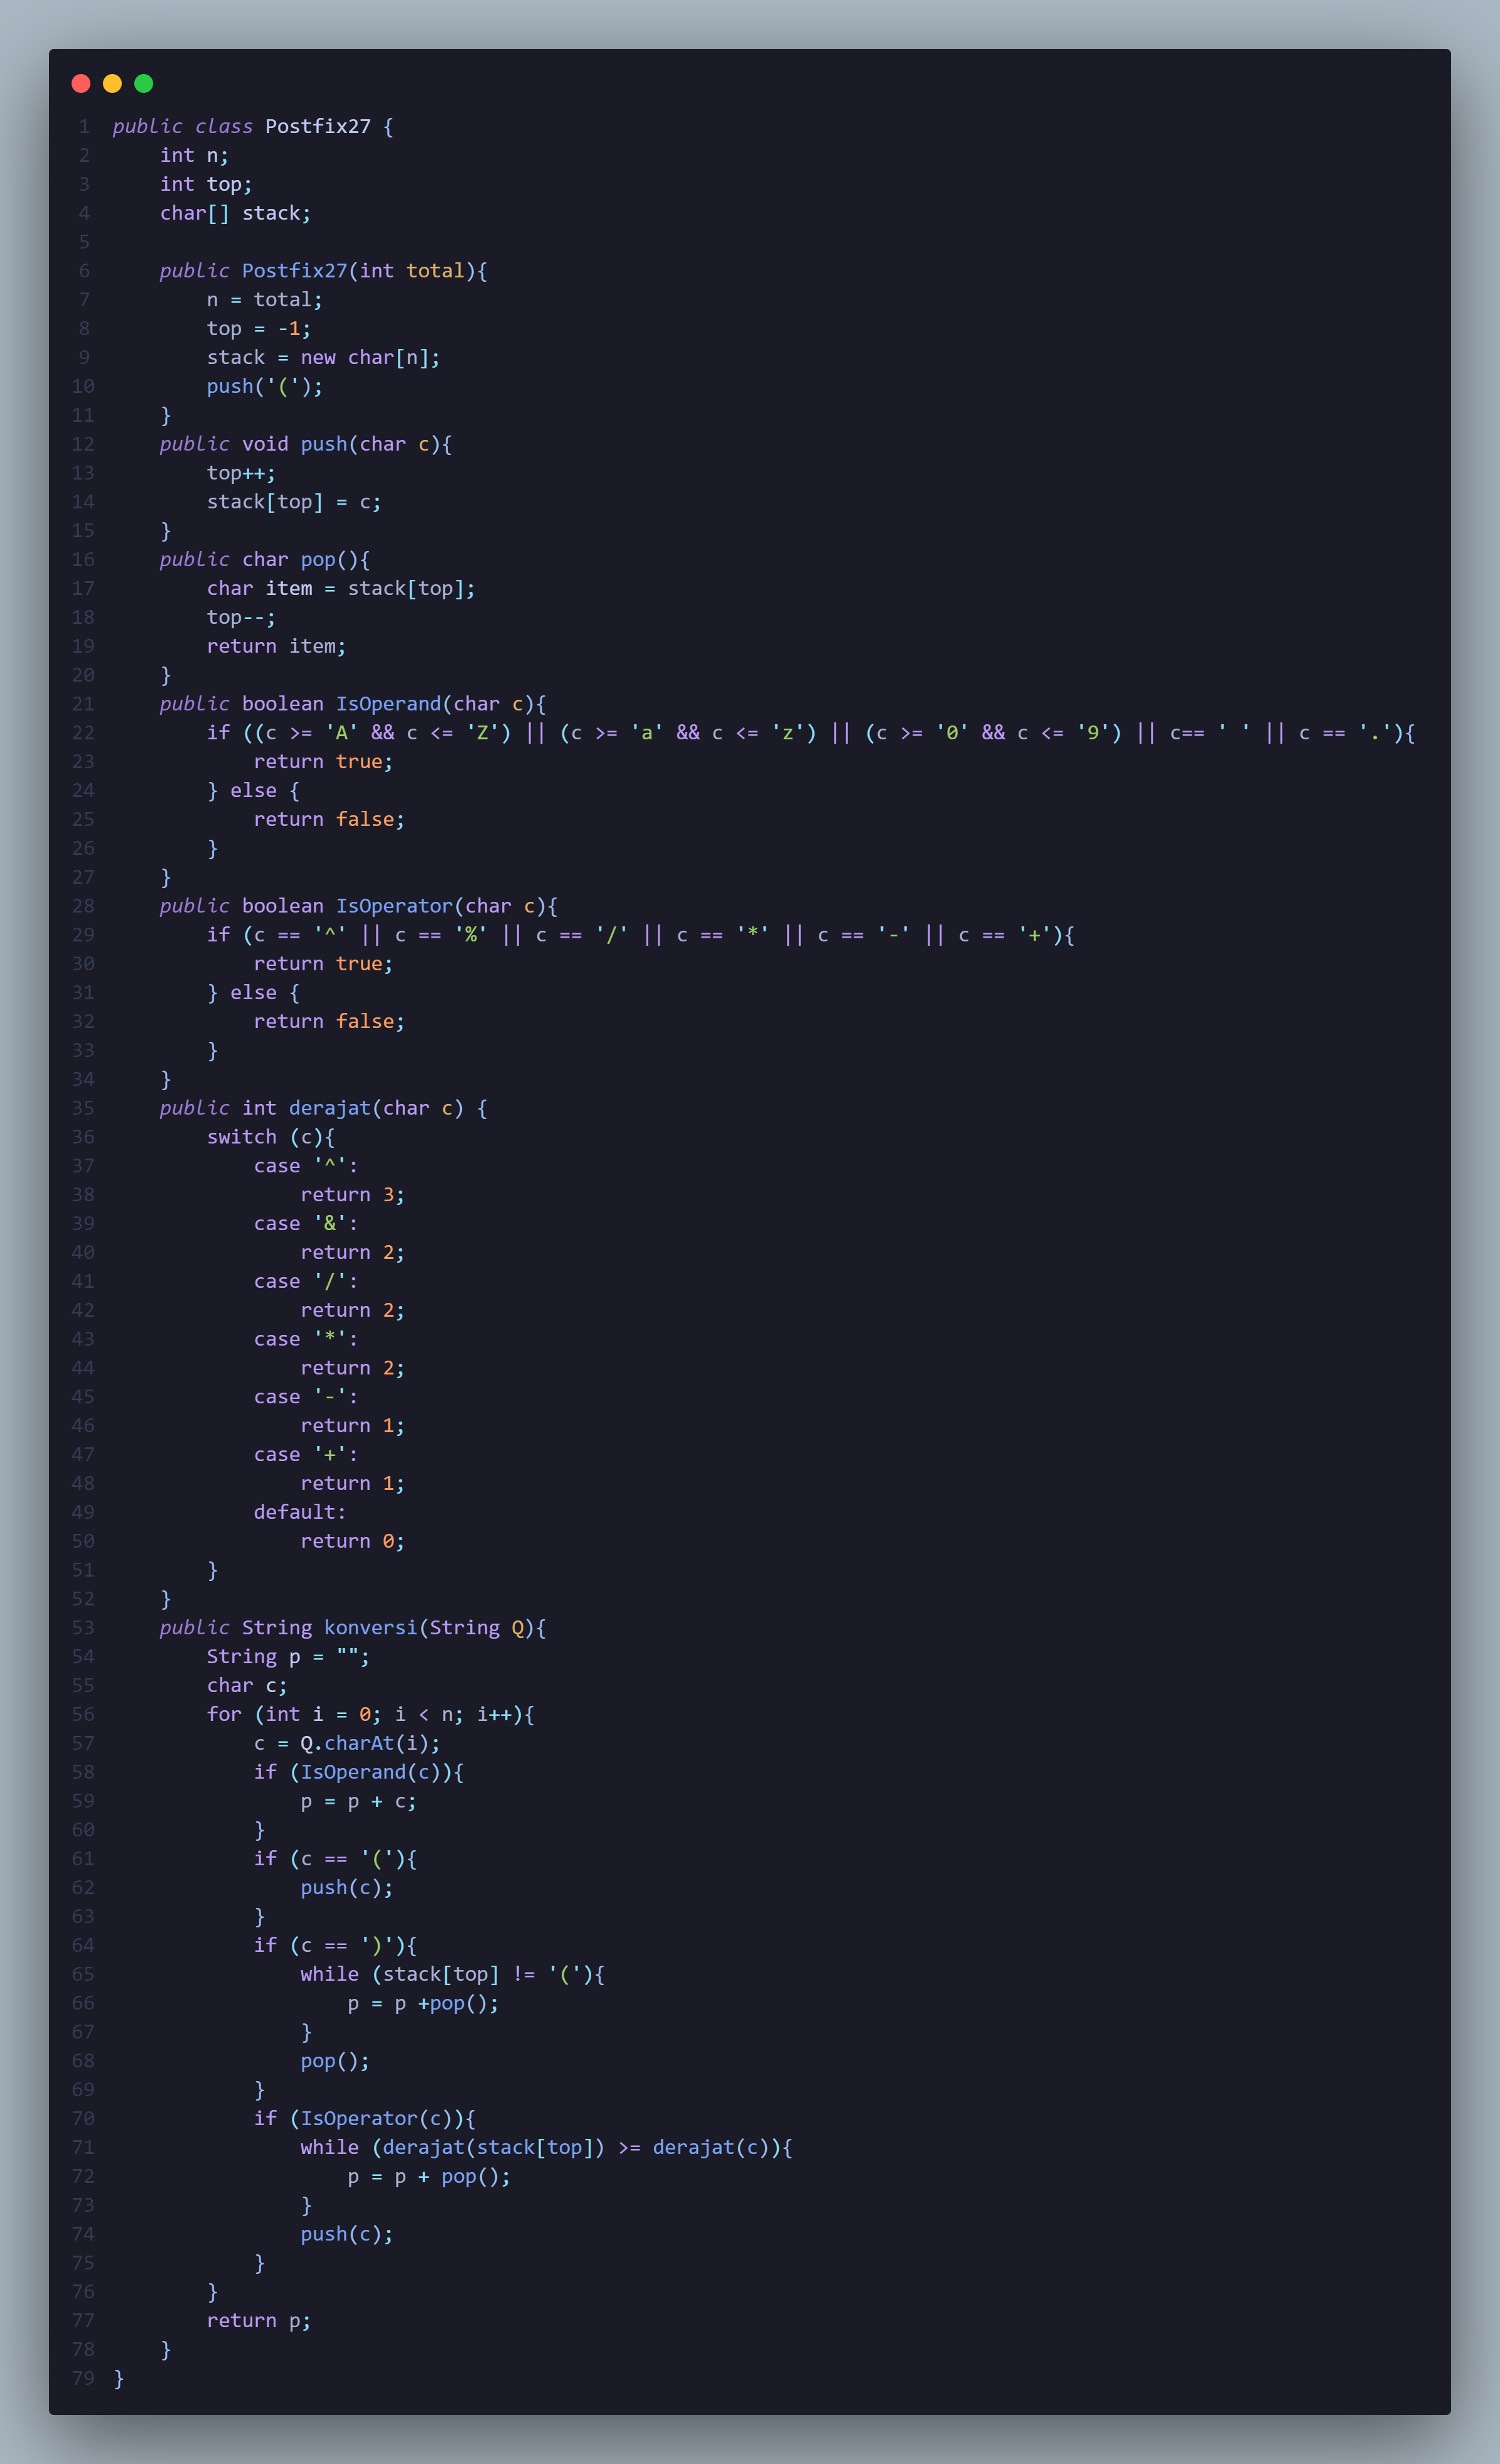 1 public class Postfix27 {
2     int n;
3     int top;
4     char[] stack;
5
6     public Postfix27(int total){
7         n = total;
8         top = -1;
9         stack = new char[n];
10         push('(');
11     }
12     public void push(char c){
13         top++;
14         stack[top] = c;
15     }
16     public char pop(){
17         char item = stack[top];
18         top--;
19         return item;
20     }
21     public boolean IsOperand(char c){
22         if ((c >= 'A' && c <= 'Z') || (c >= 'a' && c <= 'z') || (c >= '0' && c <= '9') || c== ' ' || c == '.'){
23             return true;
24         } else {
25             return false;
26         }
27     }
28     public boolean IsOperator(char c){
29         if (c == '^' || c == '%' || c == '/' || c == '*' || c == '-' || c == '+'){
30             return true;
31         } else {
32             return false;
33         }
34     }
35     public int derajat(char c) {
36         switch (c){
37             case '^':
38                 return 3;
39             case '&':
40                 return 2;
41             case '/':
42                 return 2;
43             case '*':
44                 return 2;
45             case '-':
46                 return 1;
47             case '+':
48                 return 1;
49             default:
50                 return 0;
51         }
52     }
53     public String konversi(String Q){
54         String p = "";
55         char c;
56         for (int i = 0; i < n; i++){
57             c = Q.charAt(i);
58             if (IsOperand(c)){
59                 p = p + c;
60             }
61             if (c == '('){
62                 push(c);
63             }
64             if (c == ')'){
65                 while (stack[top] != '('){
66                     p = p +pop();
67                 }
68                 pop();
69             }
70             if (IsOperator(c)){
71                 while (derajat(stack[top]) >= derajat(c)){
72                     p = p + pop();
73                 }
74                 push(c);
75             }
76         }
77         return p;
78     }
79 }